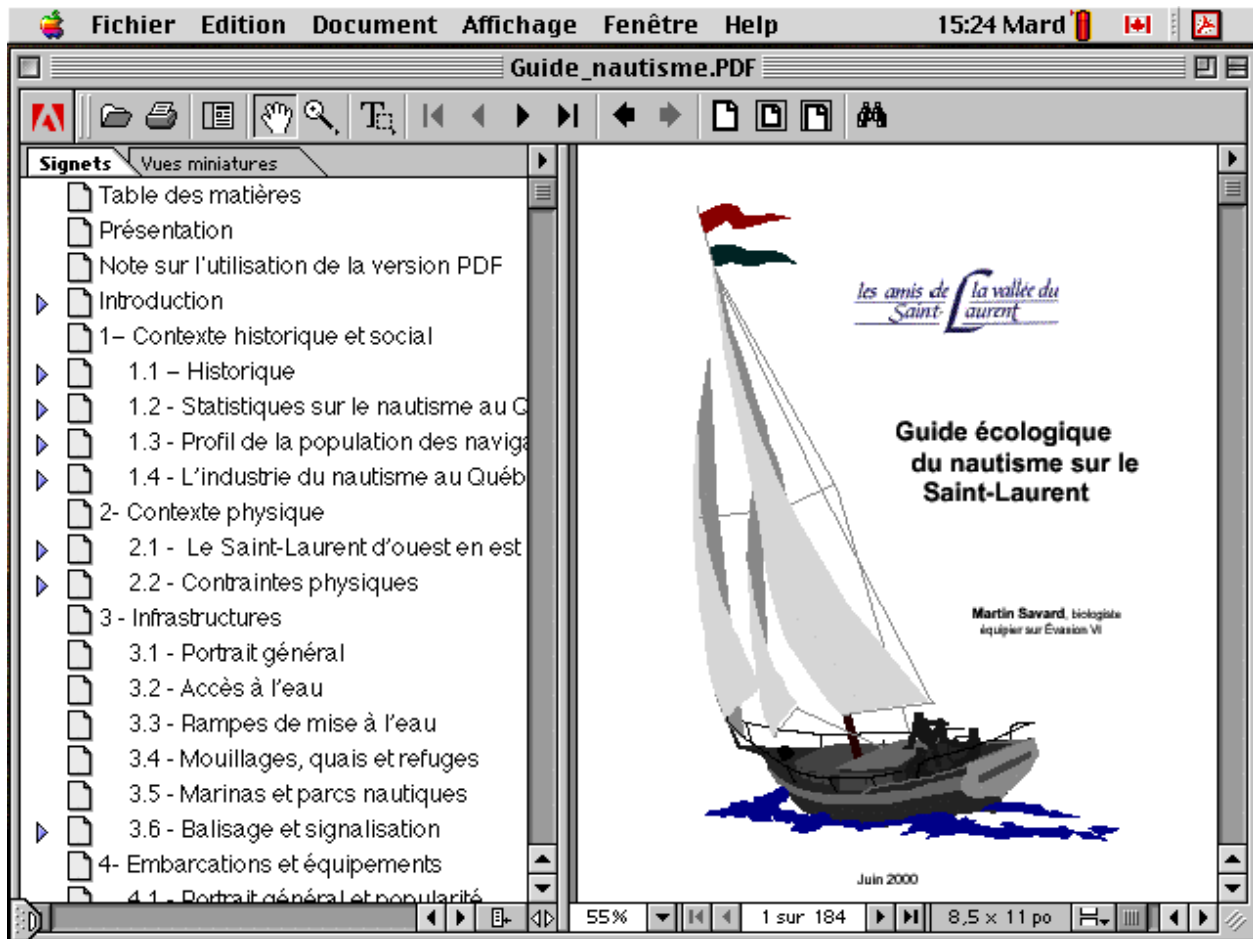 Fichier Edition Document Affichage Fenêtre Help 15:24 Mard
Guide_nautisme.PDF
Signets Vues miniatures
Table des matières
Présentation
Note sur l'utilisation de la version PDF
Introduction
1– Contexte historique et social
1.1 – Historique
1.2 - Statistiques sur le nautisme au Q
1.3 - Profil de la population des naviga
1.4 - L'industrie du nautisme au Québ
2- Contexte physique
2.1 - Le Saint-Laurent d'ouest en est
2.2 - Contraintes physiques
3 - Infrastructures
3.1 - Portrait général
3.2 - Accès à l'eau
3.3 - Rampes de mise à l'eau
3.4 - Mouillages, quais et refuges
3.5 - Marinas et parcs nautiques
3.6 - Balisage et signalisation
4- Embarcations et équipements
4.1 - Portrait général et popularité
les amis de la vallée du
Saint-Laurent
Guide écologique
du nautisme sur le
Saint-Laurent
Martin Savard, biologiste
équipier sur Évasion VI
Juin 2000
55% 1 sur 184 8,5 x 11 po